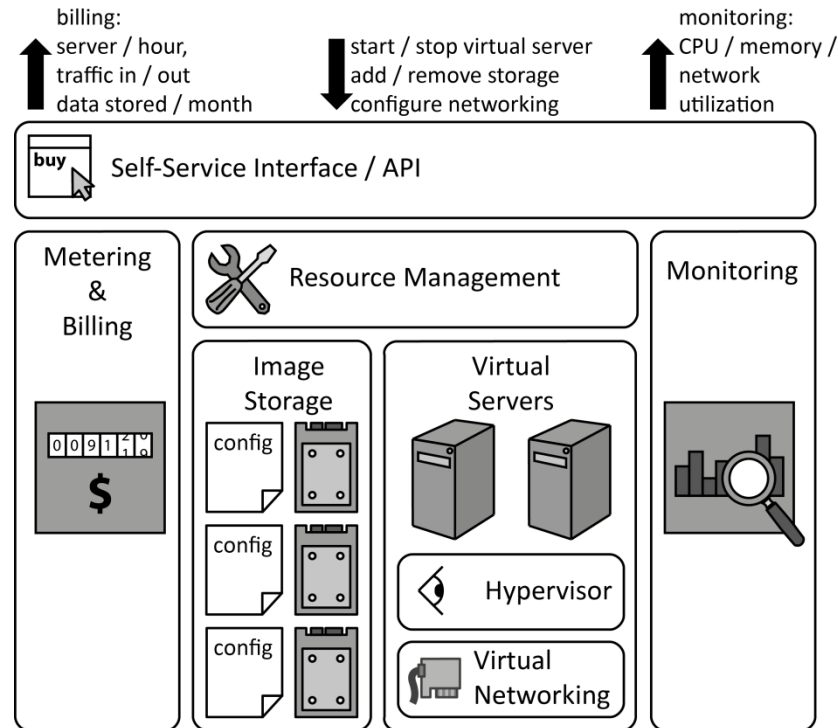 billing:
server / hour,
traffic in / out
data stored / month
start / stop virtual server
add / remove storage
configure networking
monitoring:
CPU / memory /
network
utilization
buy
Self-Service Interface / API
Metering
&
Billing
$
Resource Management
Image
Storage
config
config
config
Virtual
Servers
Hypervisor
Virtual
Networking
Monitoring